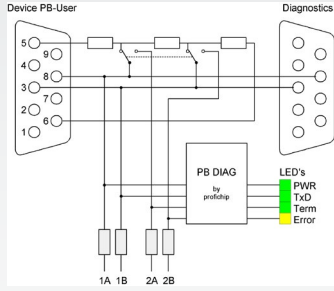 Device PB-User
Diagnostics
5
9
4
8
3
7
2
6
1
PB DIAG
by
profichip
LED's
PWR
TxD
Term
Error
1A 1B 2A 2B